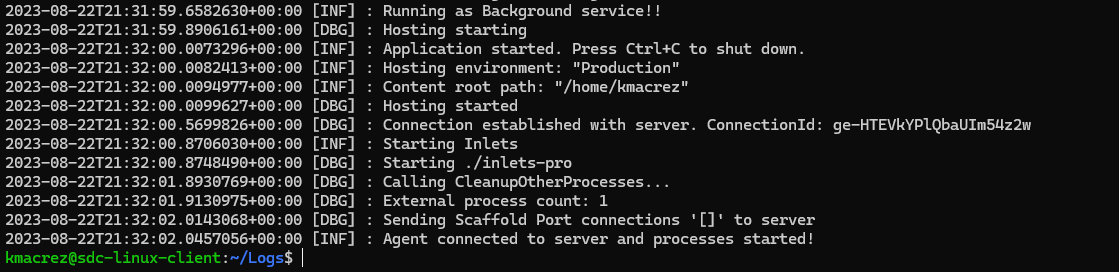 2023-08-22T21:31:59.6582630+00:00 [INF] : Running as Background service!!
2023-08-22T21:31:59.8906161+00:00 [DBG] : Hosting starting
2023-08-22T21:32:00.0073296+00:00 [INF] : Application started. Press Ctrl+C to shut down.
2023-08-22T21:32:00.0082413+00:00 [INF] : Hosting environment: "Production"
2023-08-22T21:32:00.0094977+00:00 [INF] : Content root path: "/home/kmacrez"
2023-08-22T21:32:00.0099627+00:00 [DBG] : Hosting started
2023-08-22T21:32:00.5699826+00:00 [DBG] : Connection established with server. ConnectionId: ge-HTEVkYPlQbaUIm54z2w
2023-08-22T21:32:00.8706030+00:00 [INF] : Starting Inlets
2023-08-22T21:32:00.8748490+00:00 [DBG] : Starting ./inlets-pro
2023-08-22T21:32:01.8930769+00:00 [DBG] : Calling CleanupOtherProcesses...
2023-08-22T21:32:01.9130975+00:00 [DBG] : External process count: 1
2023-08-22T21:32:02.0143068+00:00 [DBG] : Sending Scaffold Port connections '[]' to server
2023-08-22T21:32:02.0457056+00:00 [INF] : Agent connected to server and processes started!
kmacrez@sdc-linux-client:~/Logs$